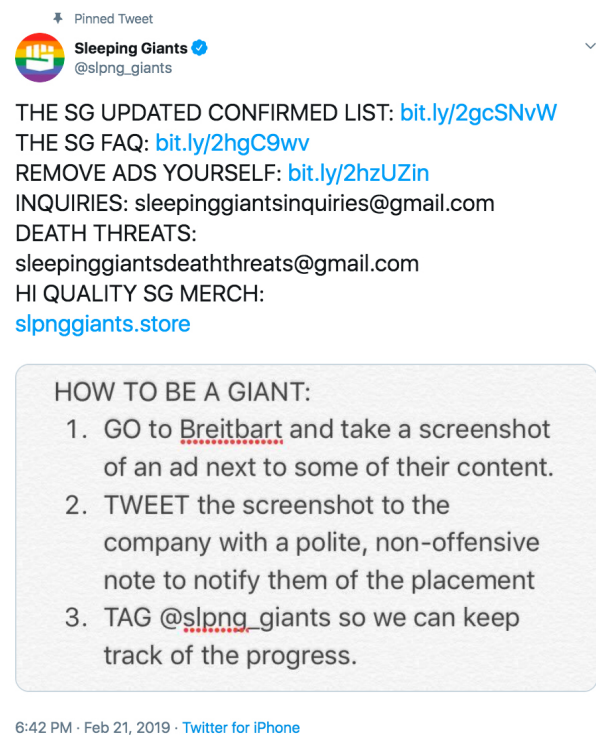 Pinned Tweet
Sleeping Giants
@slpng_giants
THE SG UPDATED CONFIRMED LIST: bit.ly/2gcSNvW
THE SG FAQ: bit.ly/2hgC9wv
REMOVE ADS YOURSELF: bit.ly/2hzUZin
INQUIRIES: sleepinggiantsinquiries@gmail.com
DEATH THREATS:
sleepinggiantsdeaththreats@gmail.com
HI QUALITY SG MERCH:
slpnggiants.store
HOW TO BE A GIANT:
1. GO to Breitbart and take a screenshot
of an ad next to some of their content.
2. TWEET the screenshot to the
company with a polite, non-offensive
note to notify them of the placement
3. TAG @slpng_giants so we can keep
track of the progress.
6:42 PM · Feb 21, 2019 · Twitter for iPhone